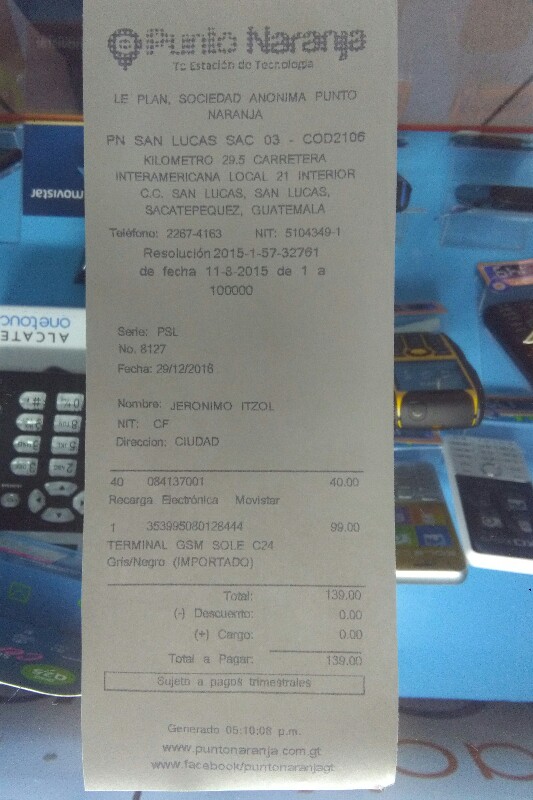 Punto Naranja
Tu Estación de Tecnología
LE PLAN, SOCIEDAD ANONIMA PUNTO
NARANJA
PN SAN LUCAS SAC 03 - COD2106
KILOMETRO 29.5 CARRETERA
INTERAMERICANA LOCAL 21 INTERIOR
C.C. SAN LUCAS, SAN LUCAS,
SACATEPEQUEZ, GUATEMALA
Teléfono: 2267-4163 NIT: 5104349-1
Resolución 2015-1-57-32761
de fecha 11-8-2015 de 1 a
100000
Serie: PSL
No. 8127
Fecha: 29/12/2016
Nombre: JERONIMO ITZOL
NIT: CF
Direccion: CIUDAD
40 084137001 40.00
Recarga Electrónica Movistar
1 353995080128444 99.00
TERMINAL GSM SOLE C24
Gris/Negro (IMPORTADO)
Total: 139.00
(-) Descuento: 0.00
(+) Cargo: 0.00
Total a Pagar: 139.00
Sujeto a pagos trimestrales
Generado 05:10:08 p.m.
www.puntonaranja.com.gt
www.facebook/puntonaranjagt
movistar
ALCATEL
onetouch